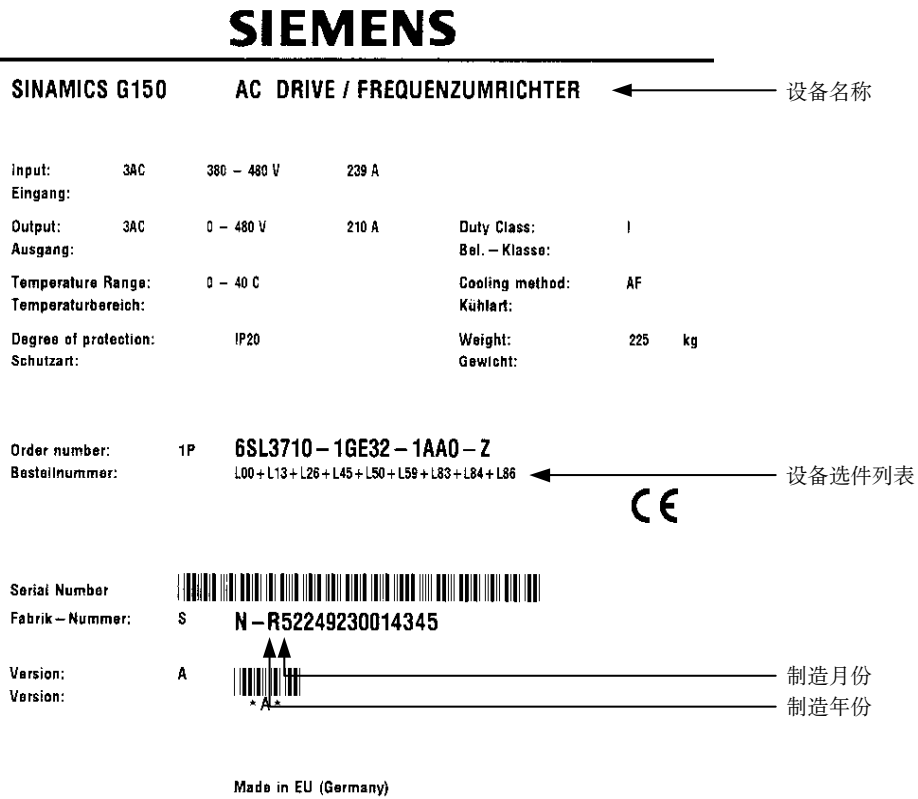 SIEMENS
SINAMICS G150 AC DRIVE / FREQUENZUMRICHTER 设备名称
Input: 3AC 380 – 480 V 239 A
Eingang:
Output: 3AC 0 – 480 V 210 A Duty Class: I
Ausgang: Bel. – Klasse:
Temperature Range: 0 – 40 C Cooling method: AF
Temperaturbereich: Kühlart:
Degree of protection: IP20 Weight: 225 kg
Schutzart: Gewicht:
Order number: 1P 6SL3710 – 1GE32 – 1AA0 – Z
Bestellnummer: L00 + L13 + L26 + L45 + L50 + L59 + L83 + L84 + L86 设备选件列表
CE
Serial Number
Fabrik – Nummer: S N – R52249230014345
Version: A 制造月份
Version: * A * 制造年份
Made in EU (Germany)